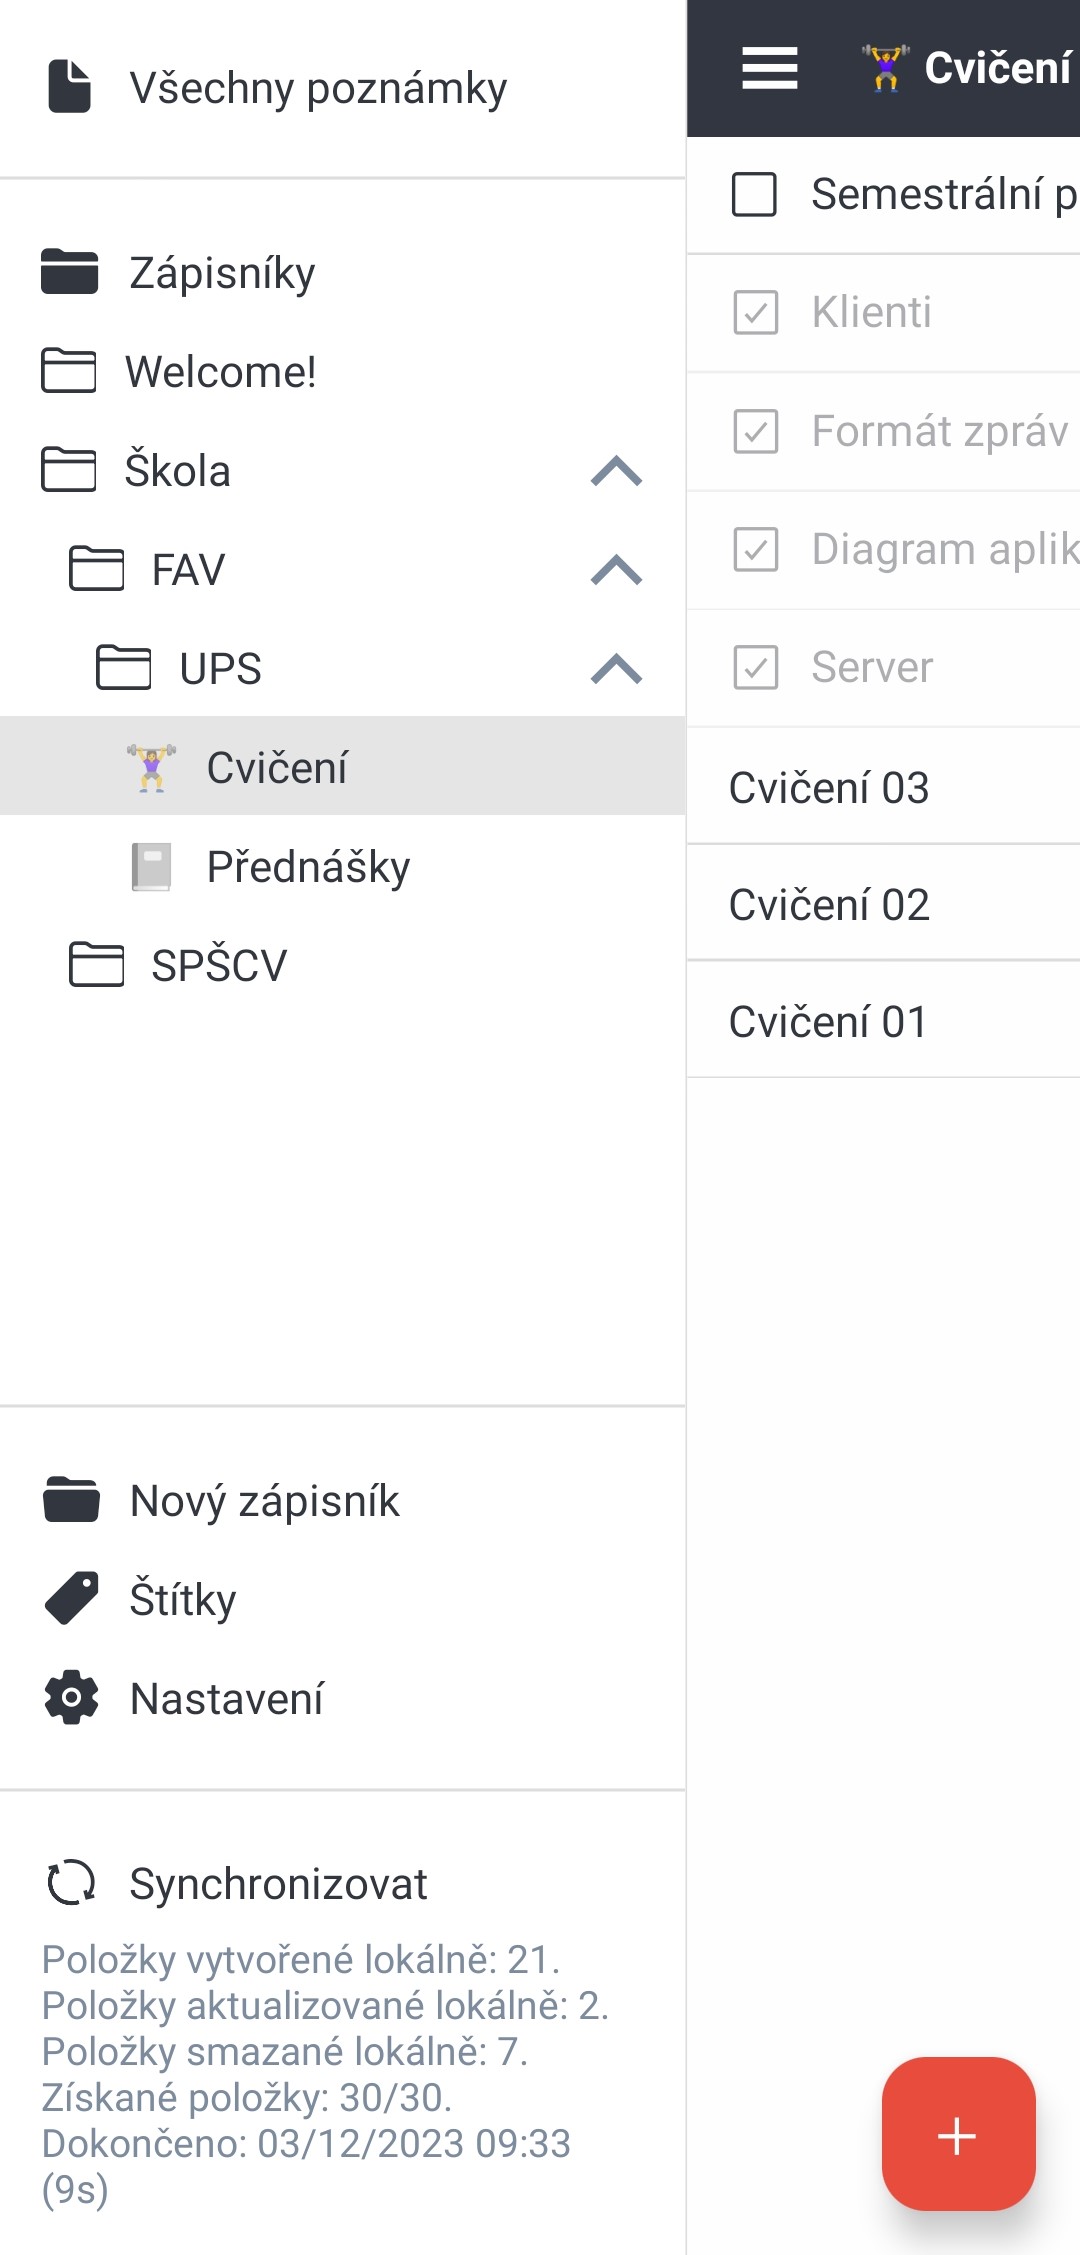 Všechny poznámky
Zápisníky
Welcome!
Škola
FAV
UPS
Cvičení
Přednášky
SPŠCV
Nový zápisník
Štítky
Nastavení
Synchronizovat
Položky vytvořené lokálně: 21.
Položky aktualizované lokálně: 2.
Položky smazané lokálně: 7.
Získané položky: 30/30.
Dokončeno: 03/12/2023 09:33
(9s)
Cvičení
Semestrální p
Klienti
Formát zpráv
Diagram aplik
Server
Cvičení 03
Cvičení 02
Cvičení 01